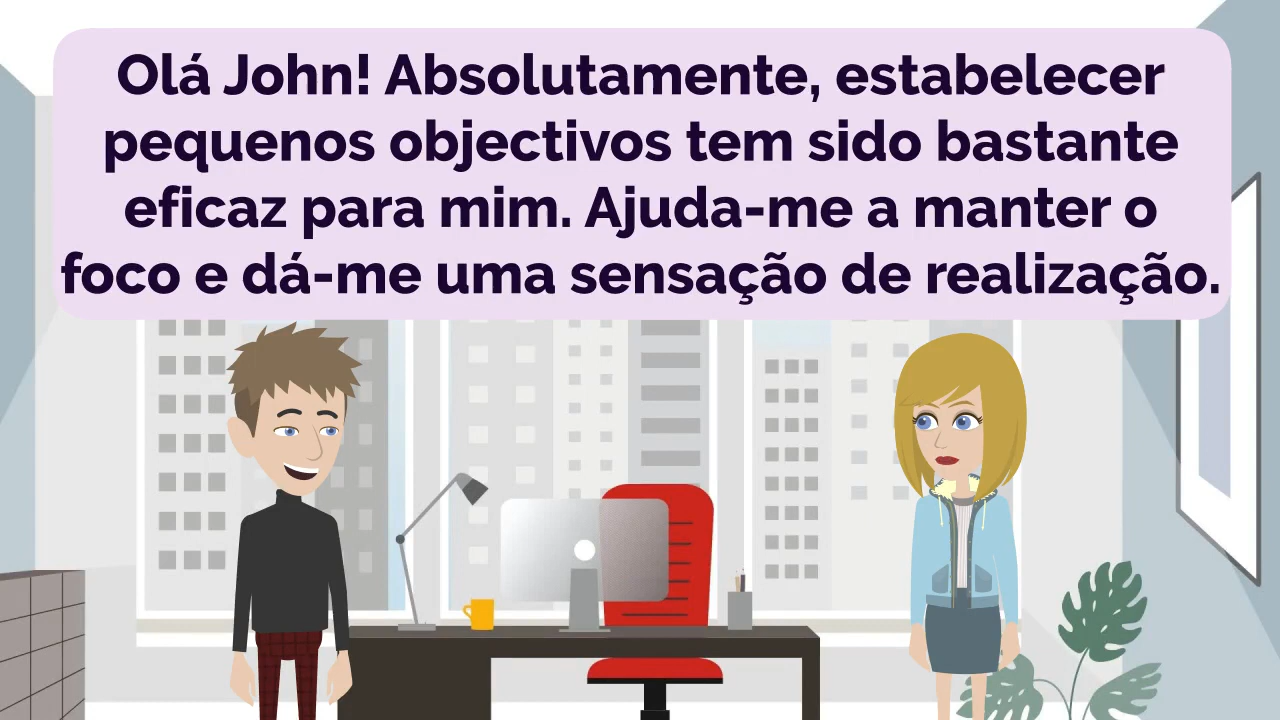 Olá John! Absolutamente, estabelecer
pequenos objectivos tem sido bastante
eficaz para mim. Ajuda-me a manter o
foco e dá-me uma sensação de realização.